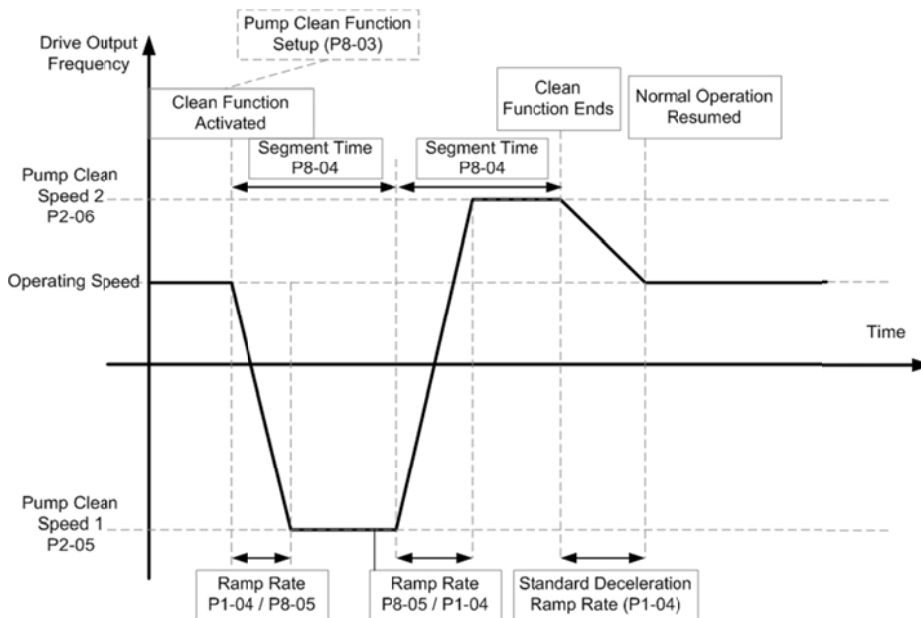 Pump Clean Function
Setup (P8-03)
Drive Output
Frequency
Clean Function
Activated
Clean
Function Ends
Normal Operation
Resumed
Segment Time
P8-04
Segment Time
P8-04
Pump Clean
Speed 2
P2-06
Operating Speed
Time
Pump Clean
Speed 1
P2-05
Ramp Rate
P1-04 / P8-05
Ramp Rate
P8-05 / P1-04
Standard Deceleration
Ramp Rate (P1-04)